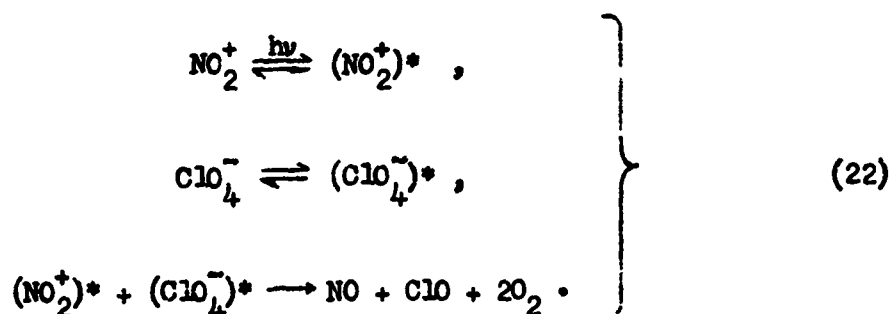 NO₂⁺ ⇌ (hν) (NO₂⁺)* ,
ClO₄⁻ ⇌ (ClO₄⁻)* , (22)
(NO₂⁺)* + (ClO₄⁻)* → NO + ClO + 2O₂ .